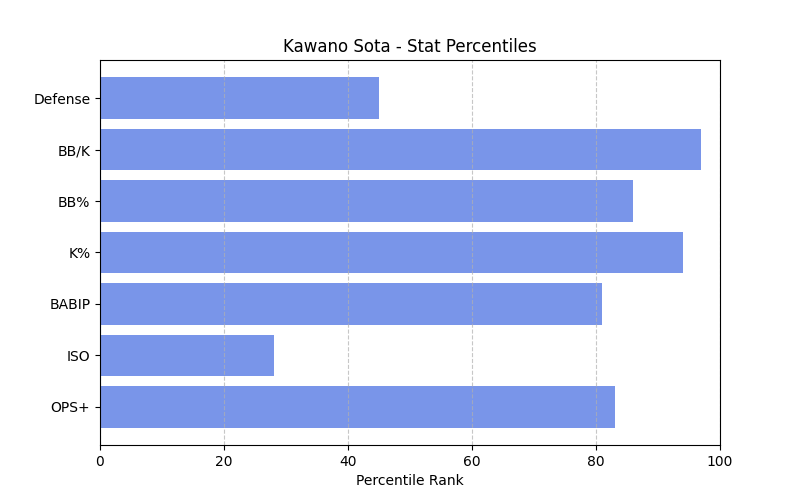 Kawano Sota - Stat Percentiles
Defense
BB/K
BB%
K%
BABIP
ISO
OPS+
0 20 40 60 80 100
Percentile Rank